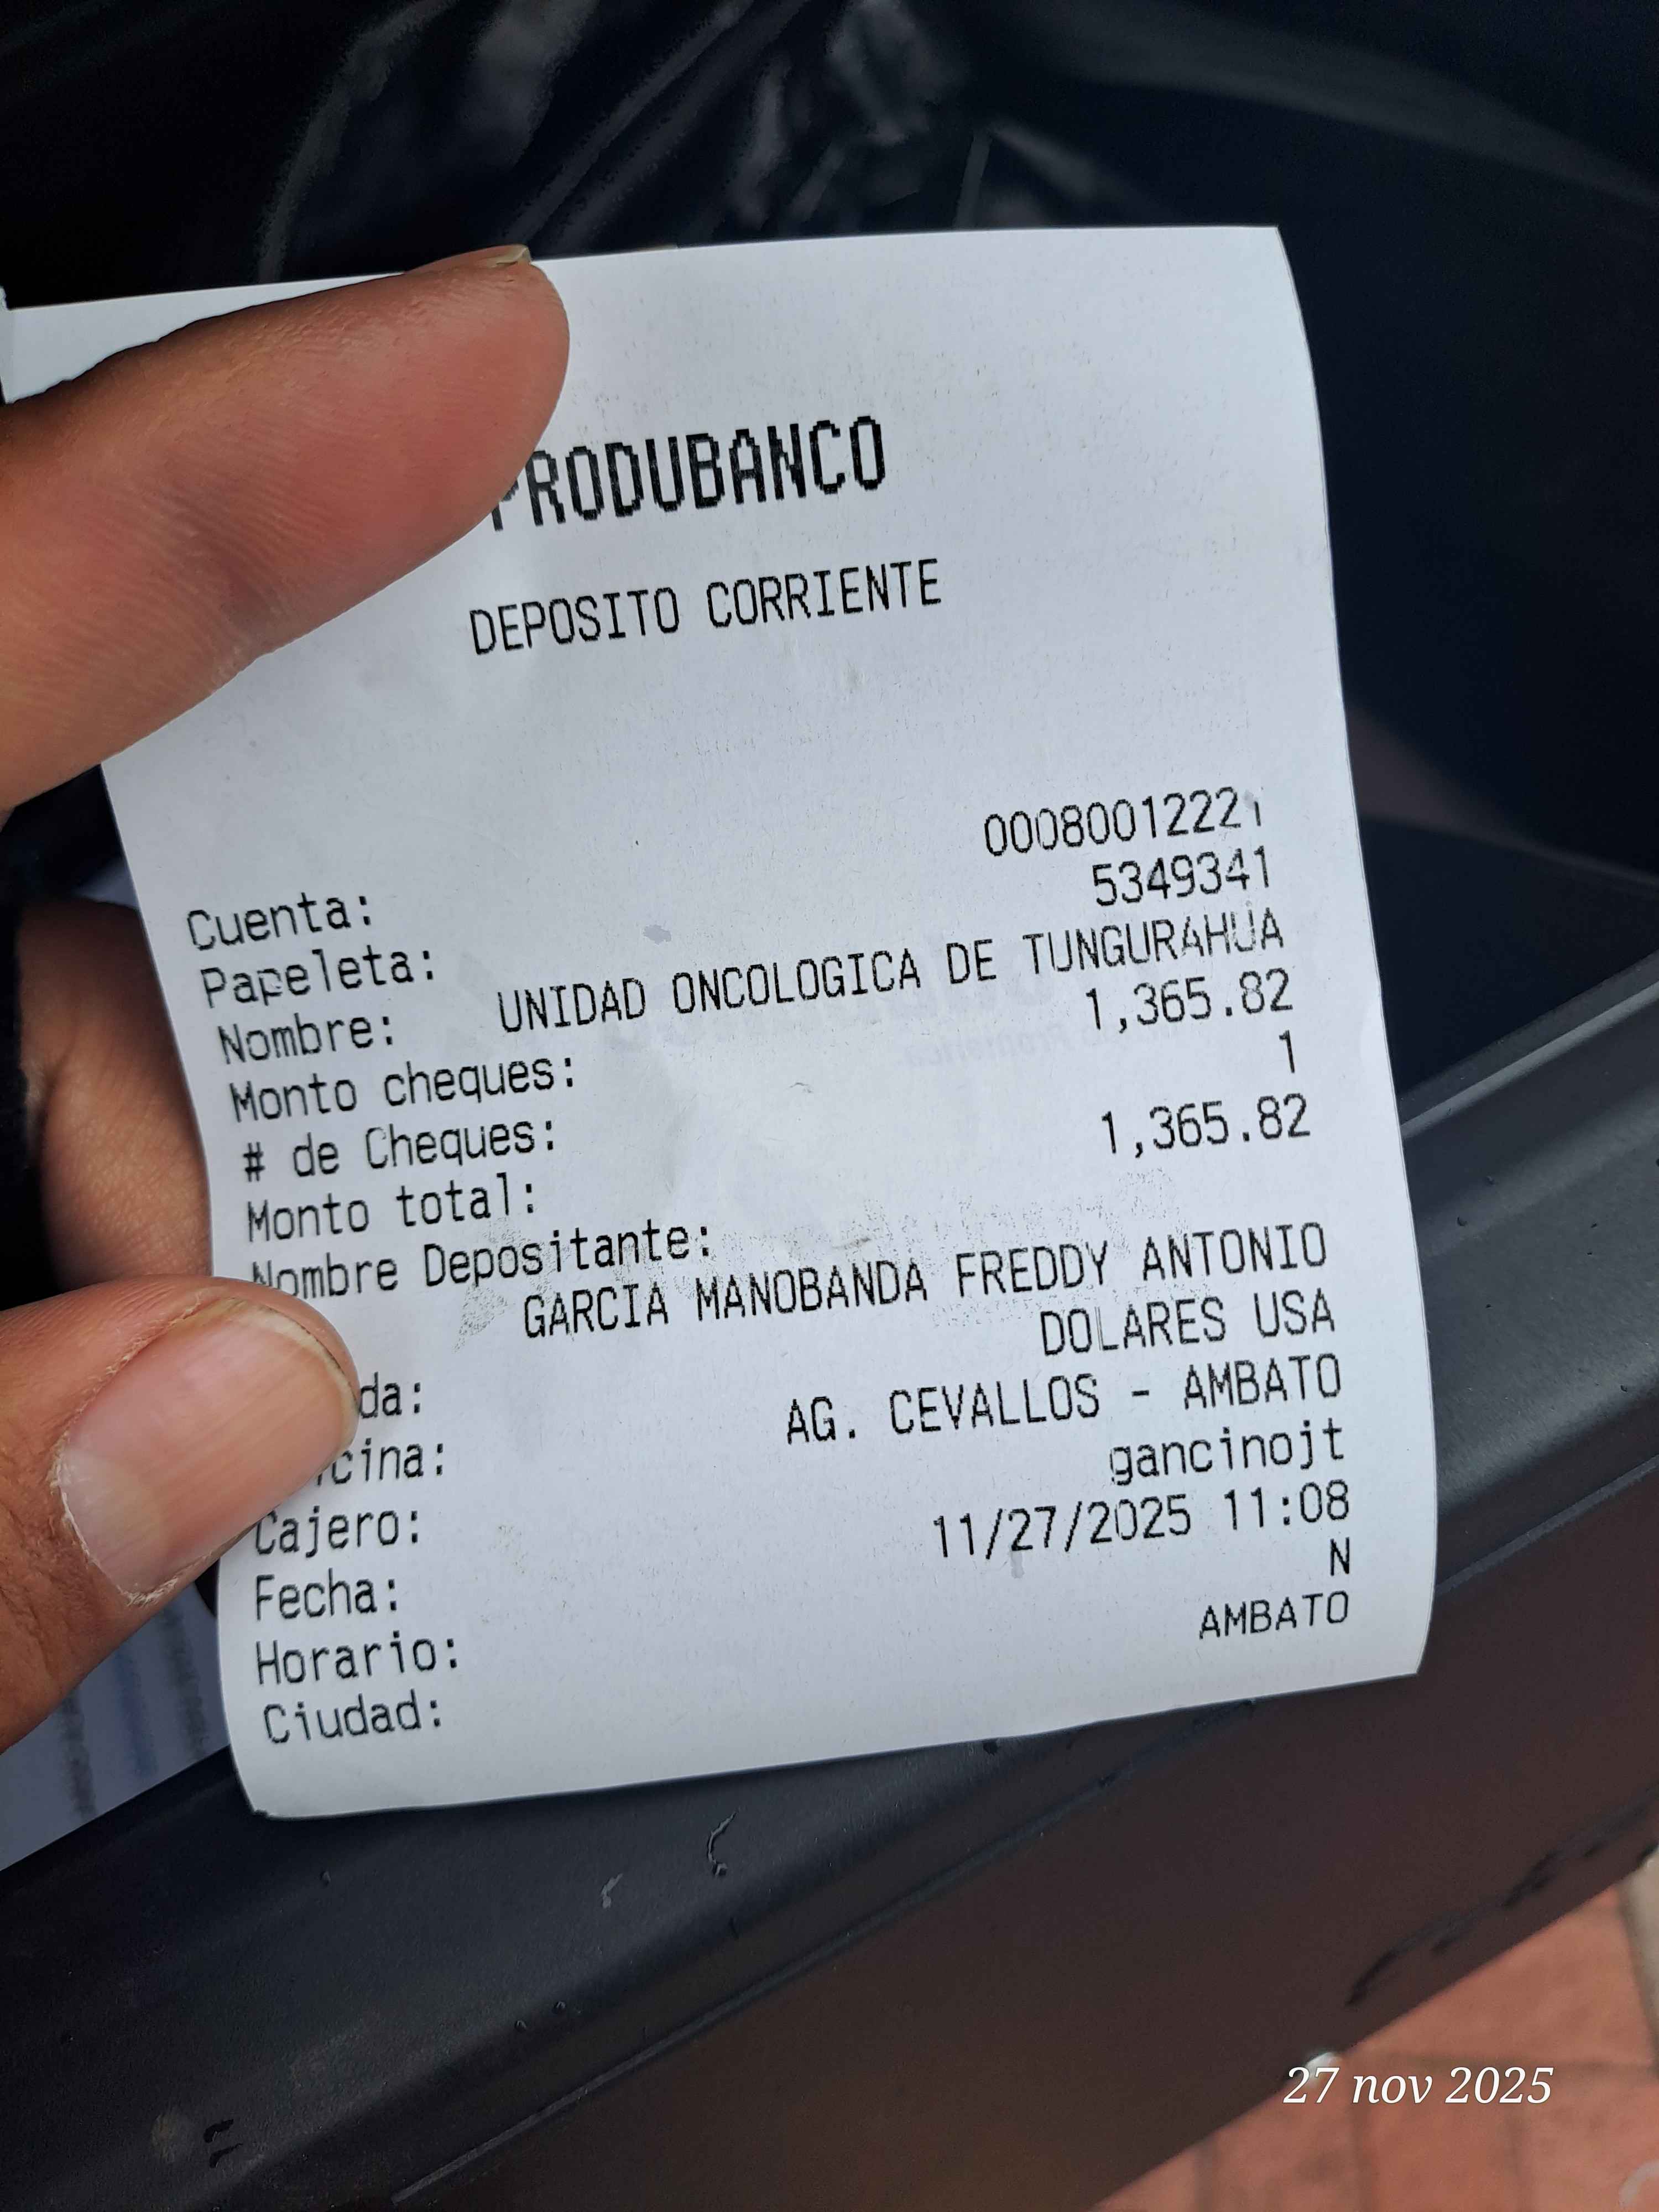 PRODUBANCO
DEPOSITO CORRIENTE
Cuenta: 00080012221
Papeleta: 5349341
Nombre: UNIDAD ONCOLOGICA DE TUNGURAHUA
Monto cheques: 1,365.82
# de Cheques: 1
Monto total: 1,365.82
Nombre Depositante:
GARCIA MANOBANDA FREDDY ANTONIO
da: DOLARES USA
cina: AG. CEVALLOS - AMBATO
Cajero: gancinojt
Fecha: 11/27/2025 11:08
Horario: N
Ciudad: AMBATO
27 nov 2025